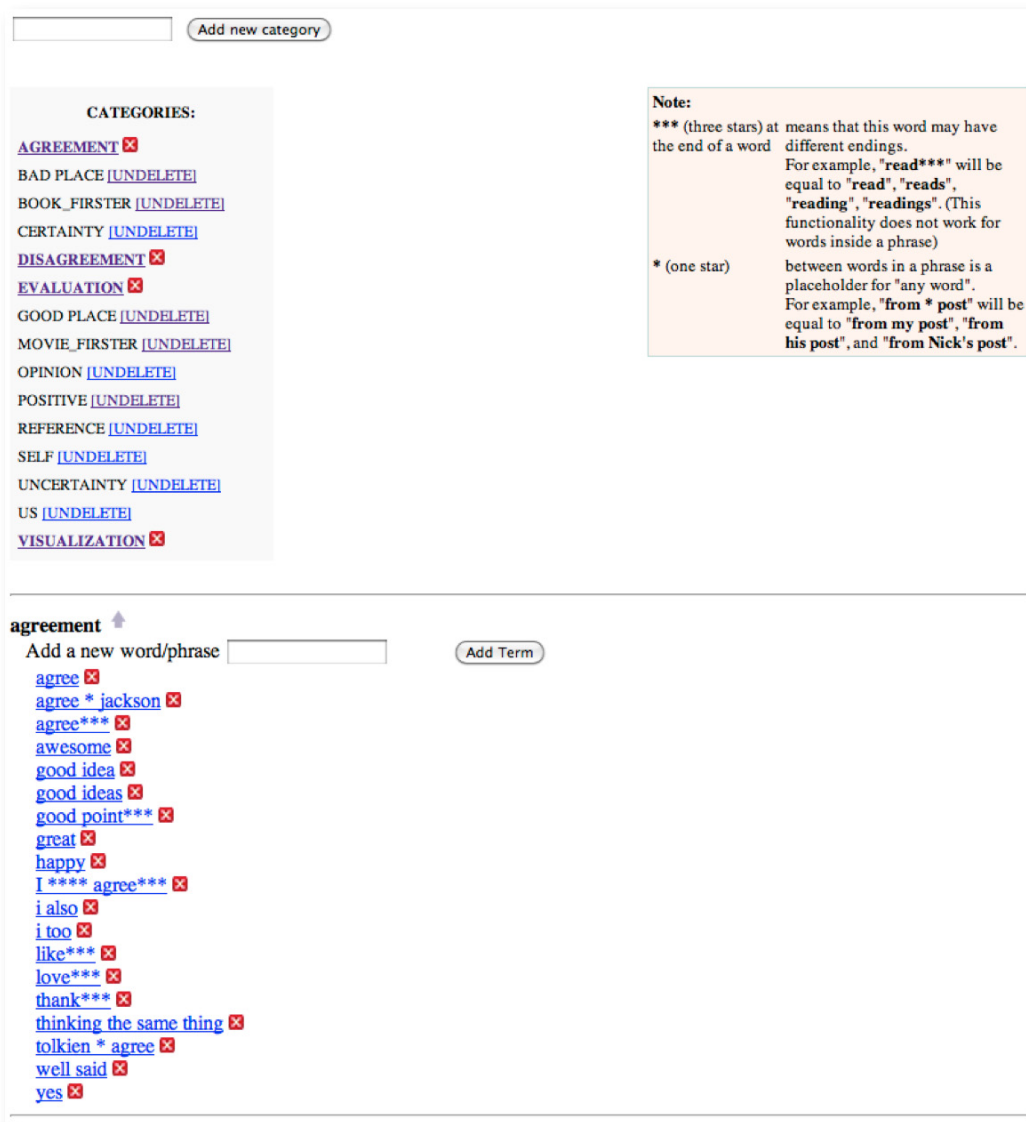 Add new category
CATEGORIES:
AGREEMENT
BAD PLACE [UNDELETE]
BOOK_FIRSTER [UNDELETE]
CERTAINTY [UNDELETE]
DISAGREEMENT
EVALUATION
GOOD PLACE [UNDELETE]
MOVIE_FIRSTER [UNDELETE]
OPINION [UNDELETE]
POSITIVE [UNDELETE]
REFERENCE [UNDELETE]
SELF [UNDELETE]
UNCERTAINTY [UNDELETE]
US [UNDELETE]
VISUALIZATION
Note:
*** (three stars) at means that this word may have
the end of a word different endings.
For example, "read***" will be
equal to "read", "reads",
"reading", "readings". (This
functionality does not work for
words inside a phrase)
* (one star) between words in a phrase is a
placeholder for "any word".
For example, "from * post" will be
equal to "from my post", "from
his post", and "from Nick's post".
agreement
Add a new word/phrase Add Term
agree
agree * jackson
agree***
awesome
good idea
good ideas
good point***
great
happy
I **** agree***
i also
i too
like***
love***
thank***
thinking the same thing
tolkien * agree
well said
yes